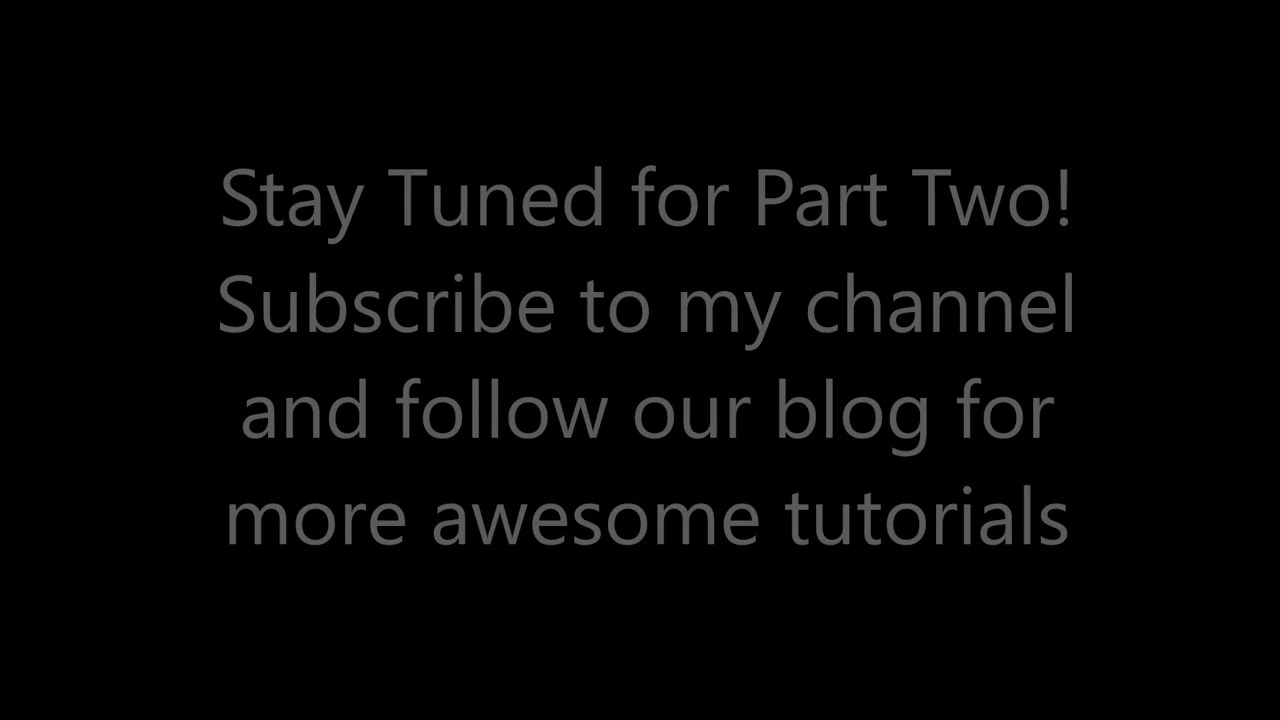 Stay Tuned for Part Two!
Subscribe to my channel
and follow our blog for
more awesome tutorials